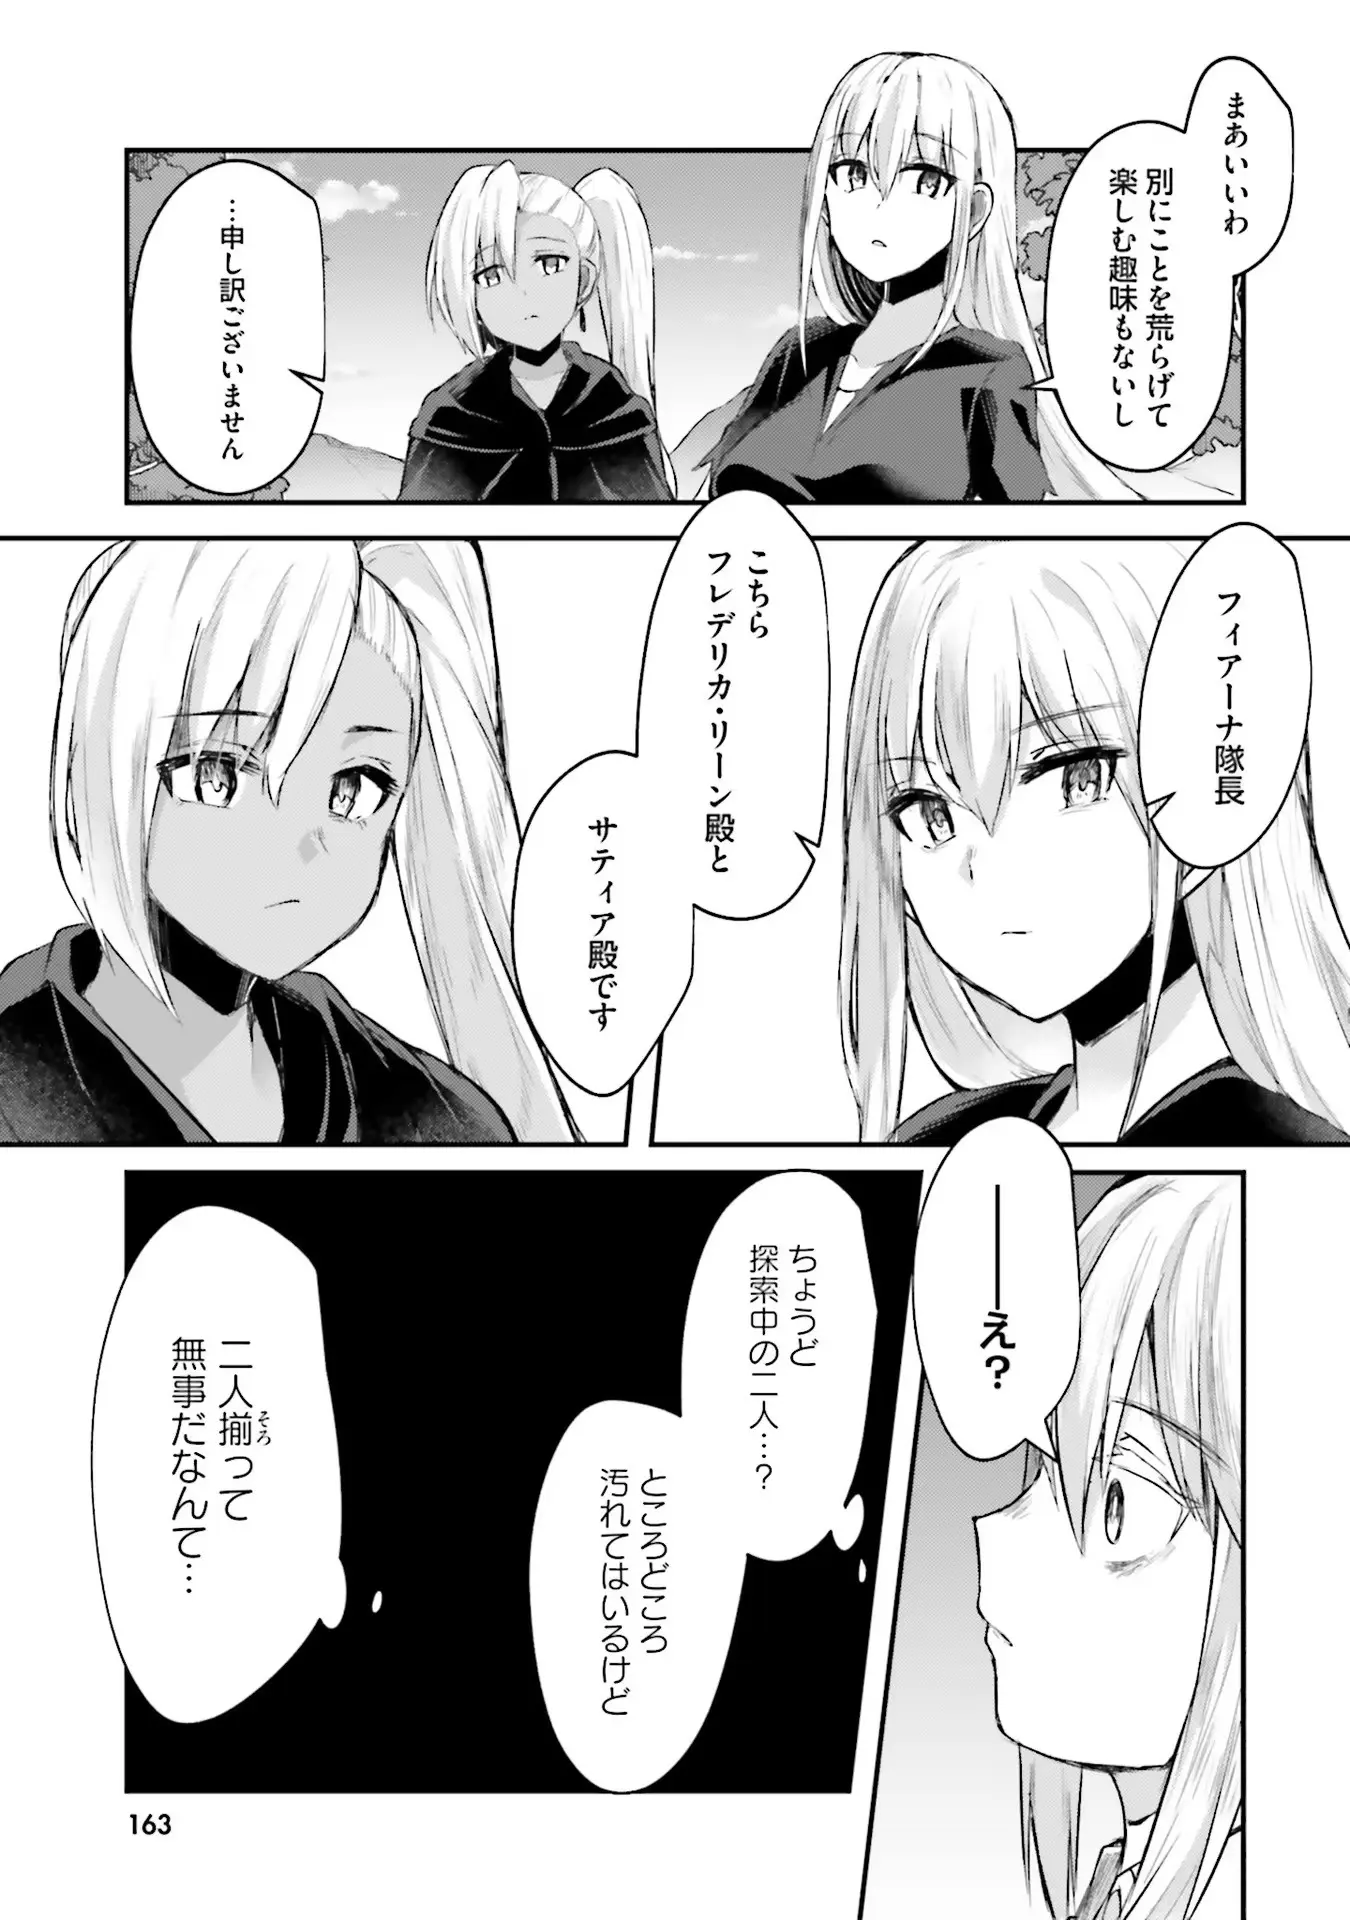 まあいいわ
別にことを荒らげて
楽しむ趣味もないし
…申し訳ございません
フィアーナ隊長
こちら
フレデリカ・リーン殿と
サティア殿です
――え?
ちょうど
探索中の二人…?
ところどころ
汚れてはいるけど
二人揃って
そろ
無事だなんて…
163